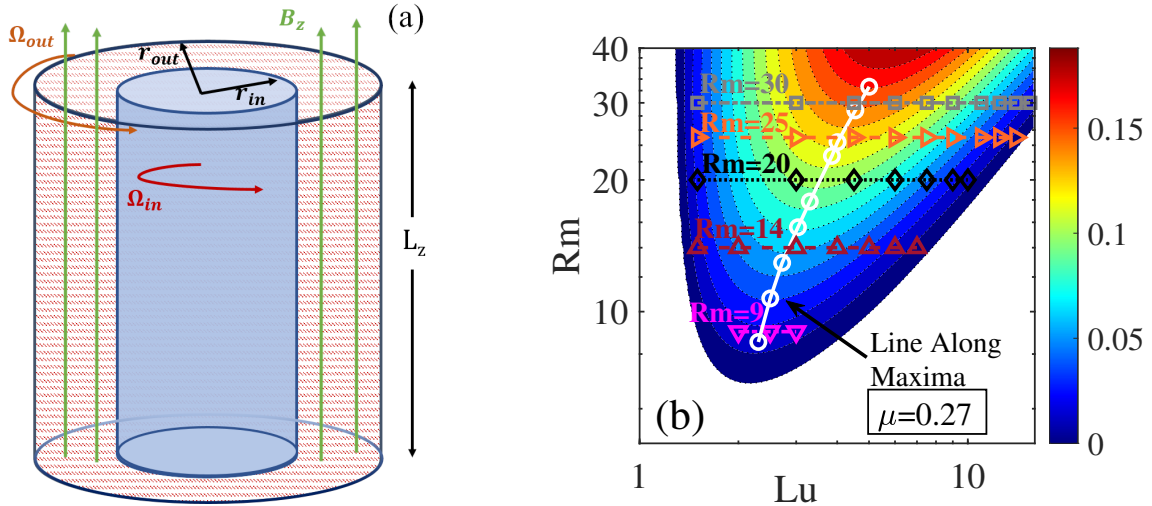 (a)
Ω_out
B_z
r_out
r_in
Ω_in
L_z
40
30
20
10
Rm
Rm=30
Rm=25
Rm=20
Rm=14
Rm=9
Line Along
Maxima
μ=0.27
(b)
1
10
Lu
0.15
0.1
0.05
0